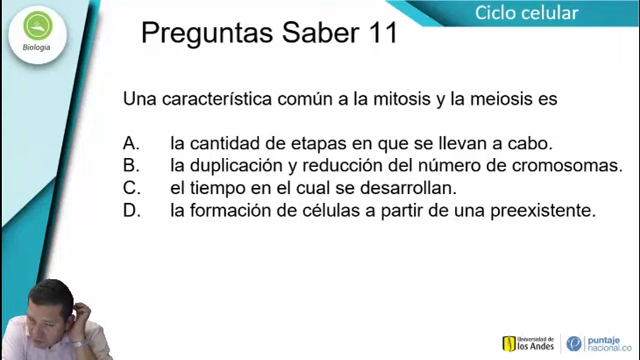 Ciclo celular
Biología
Preguntas Saber 11
Una característica común a la mitosis y la meiosis es
A. la cantidad de etapas en que se llevan a cabo.
B. la duplicación y reducción del número de cromosomas.
C. el tiempo en el cual se desarrollan.
D. la formación de células a partir de una preexistente.
Universidad de
los Andes
puntaje
nacional.co